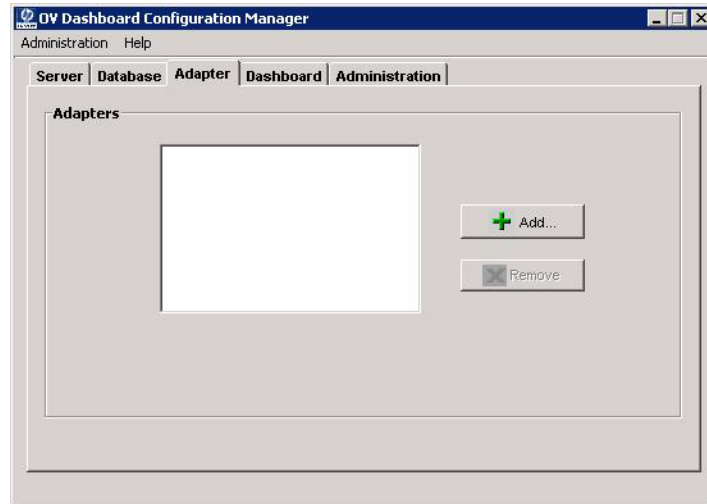 OV Dashboard Configuration Manager
Administration Help
Server Database Adapter Dashboard Administration
Adapters
Add...
Remove